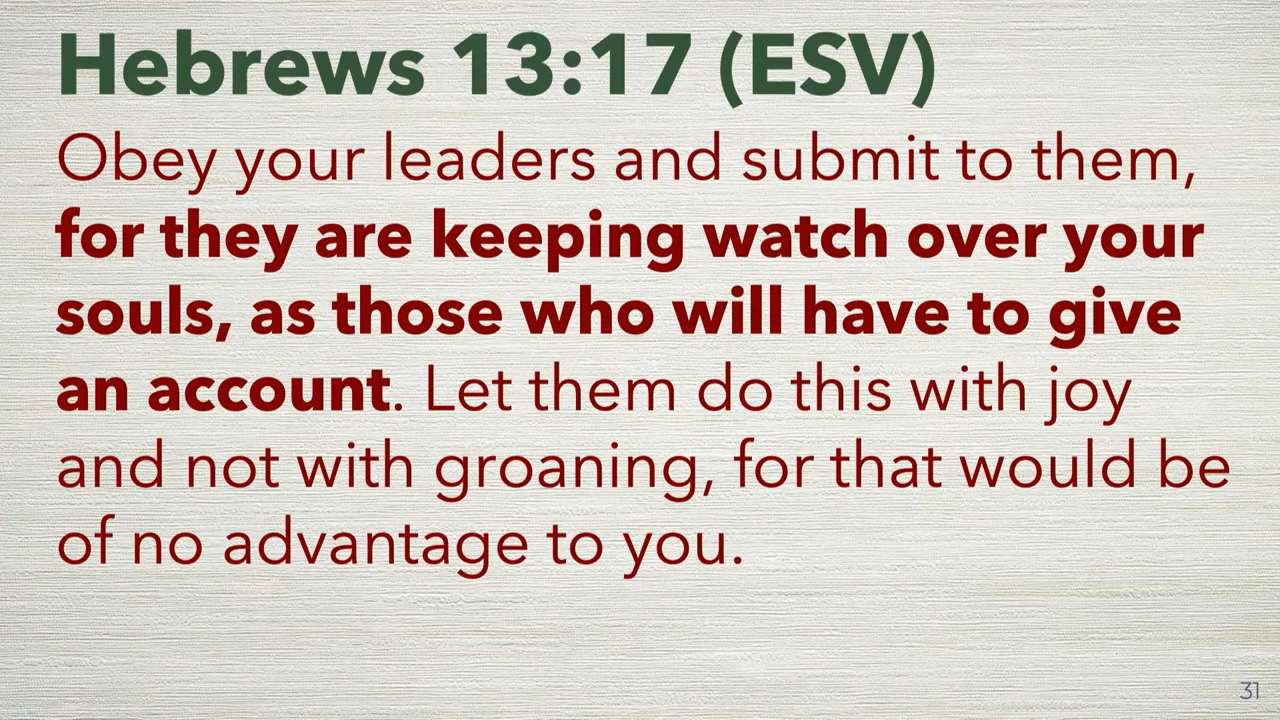 Hebrews 13:17 (ESV)
Obey your leaders and submit to them,
for they are keeping watch over your
souls, as those who will have to give
an account. Let them do this with joy
and not with groaning, for that would be
of no advantage to you.
31